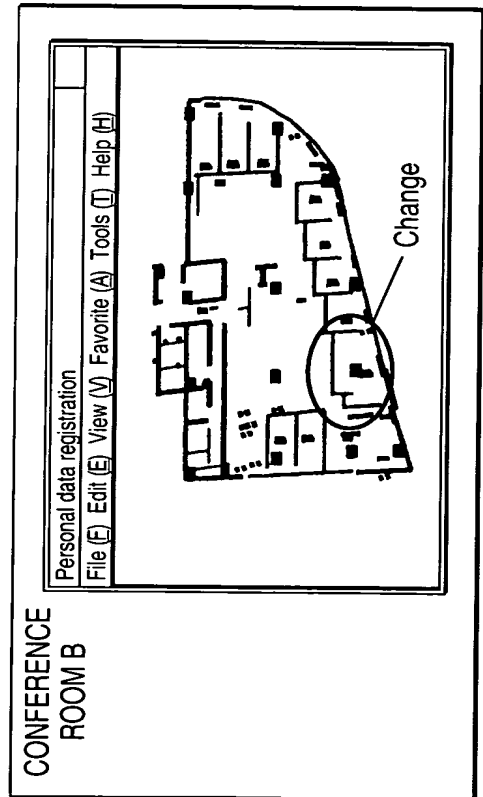 CONFERENCE
ROOM B
Personal data registration
File (F) Edit (E) View (V) Favorite (A) Tools (T) Help (H)
Change